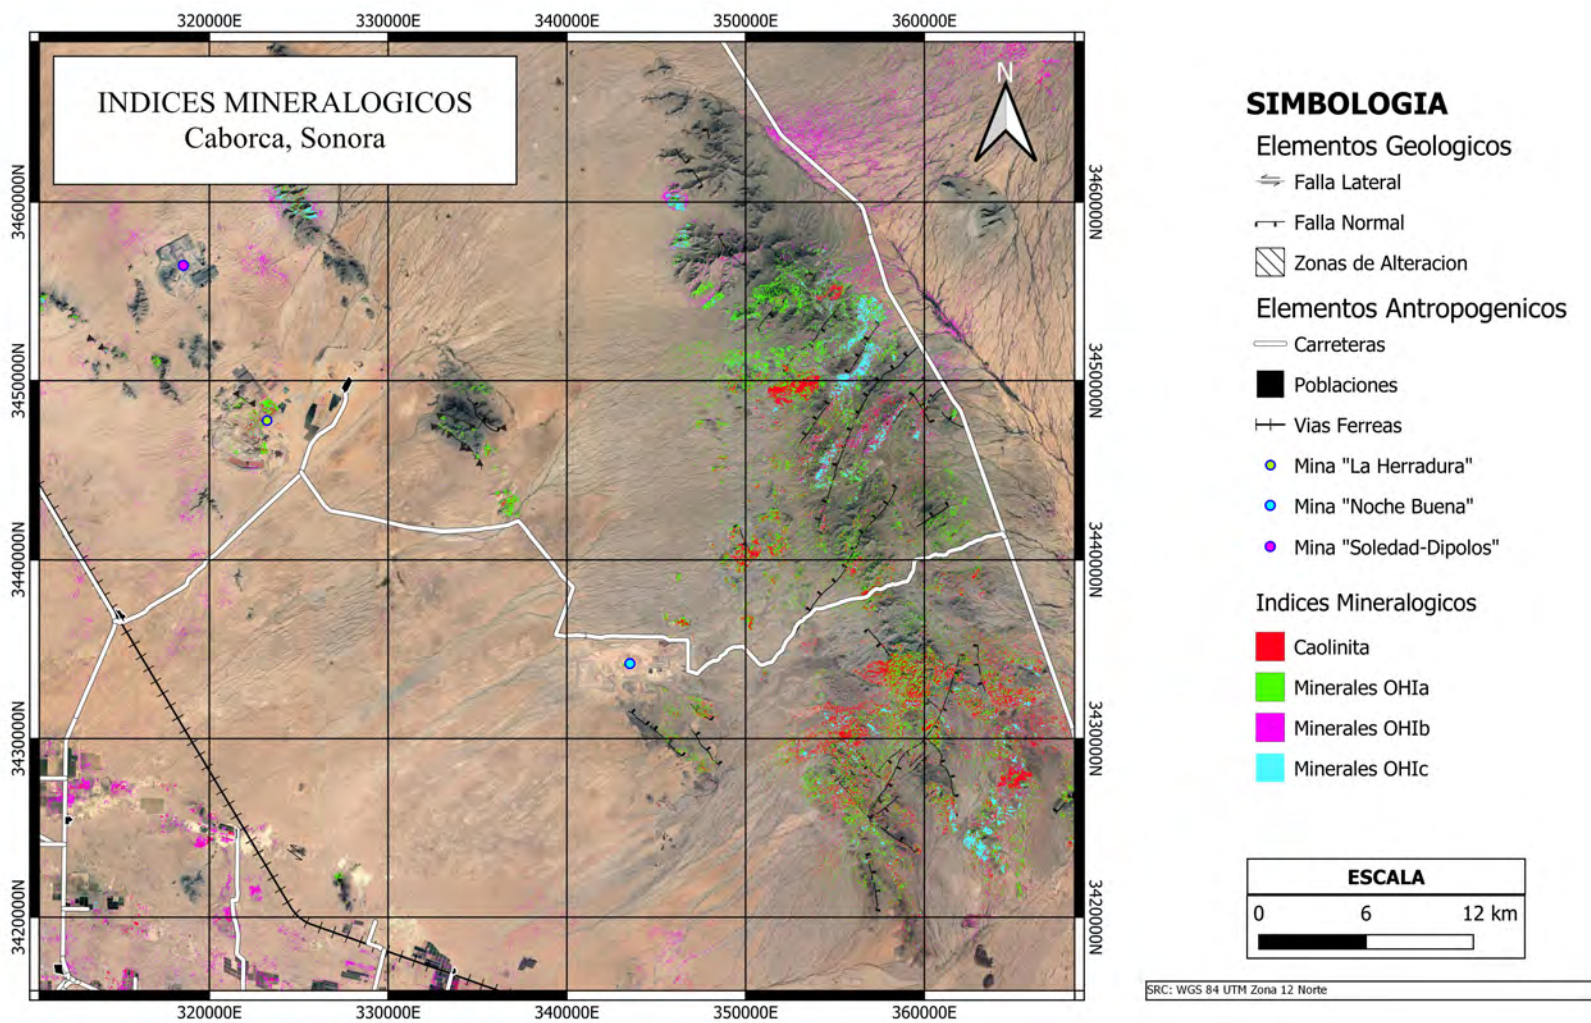 320000E 330000E 340000E 350000E 360000E
INDICES MINERALOGICOS
Caborca, Sonora
N
3460000N
3450000N
3440000N
3430000N
3420000N
3460000N
3450000N
3440000N
3430000N
3420000N
320000E 330000E 340000E 350000E 360000E
SIMBOLOGIA
Elementos Geologicos
Falla Lateral
Falla Normal
Zonas de Alteracion
Elementos Antropogenicos
Carreteras
Poblaciones
Vias Ferreas
Mina "La Herradura"
Mina "Noche Buena"
Mina "Soledad-Dipolos"
Indices Mineralogicos
Caolinita
Minerales OHIa
Minerales OHIb
Minerales OHIc
ESCALA
0 6 12 km
SRC: WGS 84 UTM Zona 12 Norte